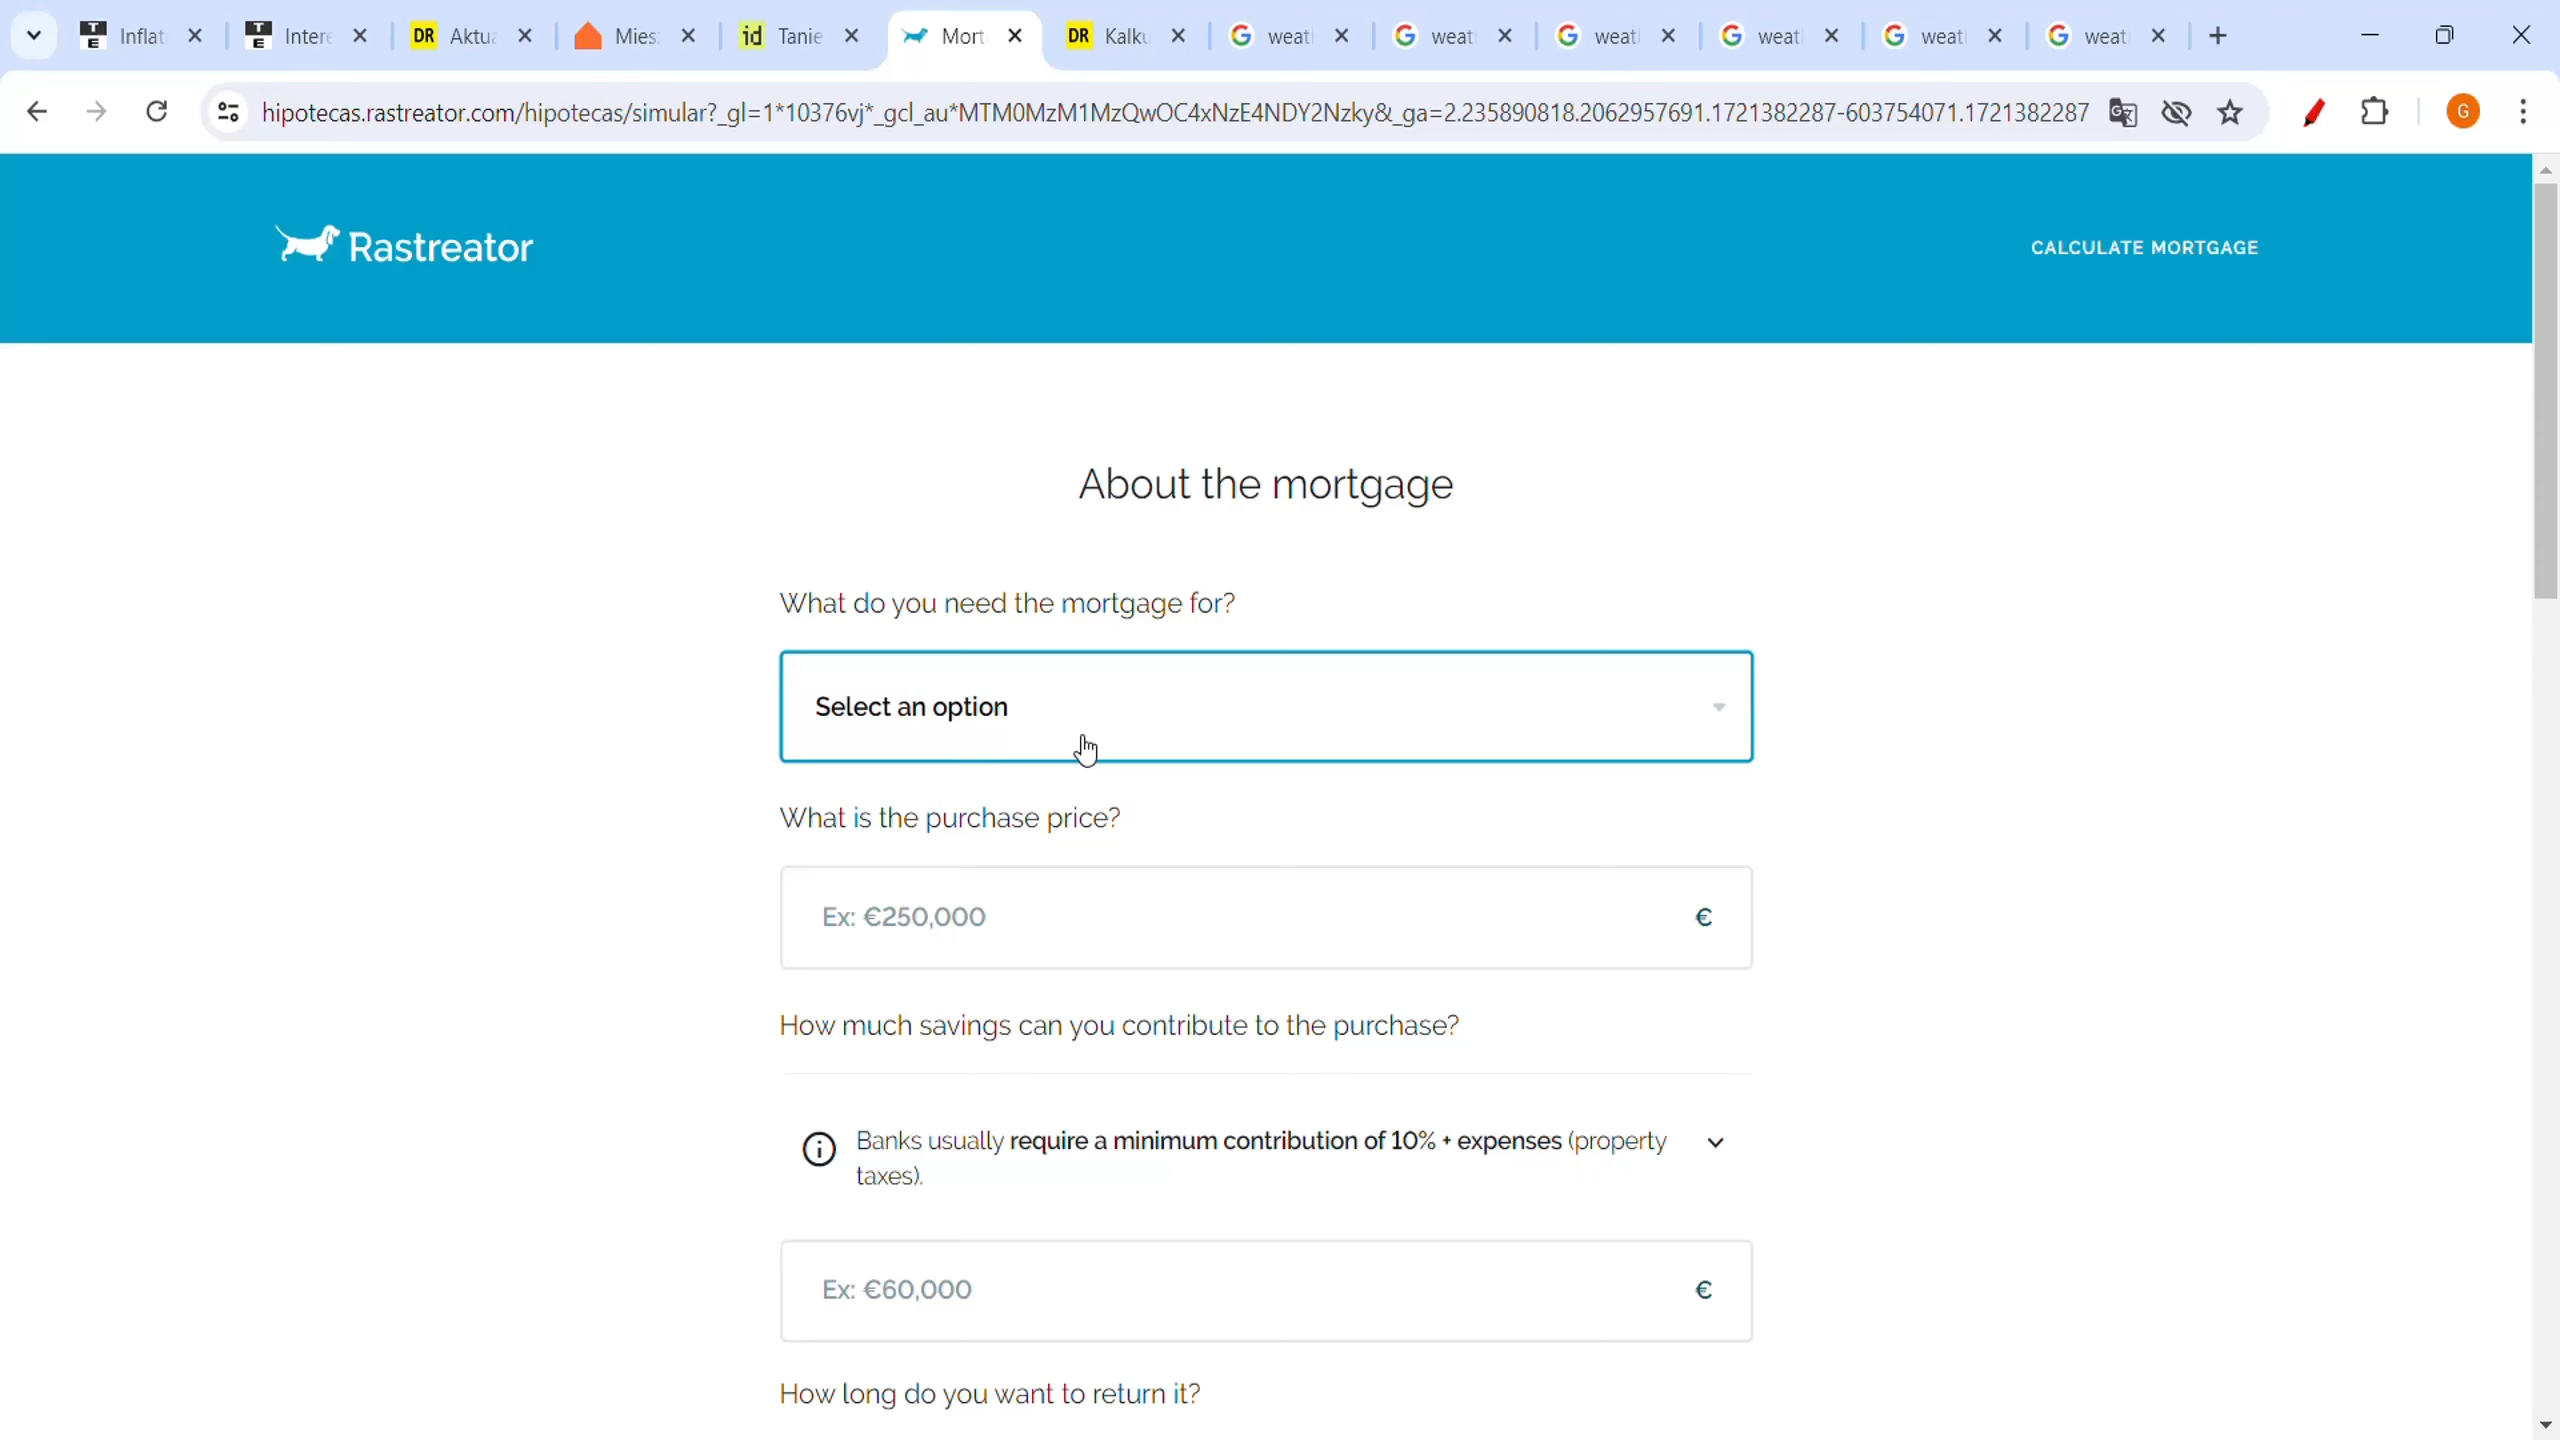 Inflat
Inter
DR Aktu
Mies
id Tanie
Mort
DR Kalku
weat
weat
weat
weat
weat
weat
hipotecas.rastreator.com/hipotecas/simular?_gl=1*10376vj*_gcl_au*MTM0MzM1MzQwOC4xNzE4NDY2Nzky&_ga=2.235890818.2062957691.1721382287-603754071.1721382287
G
Rastreator
CALCULATE MORTGAGE
About the mortgage
What do you need the mortgage for?
Select an option
What is the purchase price?
Ex: €250,000 €
How much savings can you contribute to the purchase?
Banks usually require a minimum contribution of 10% + expenses (property
taxes).
Ex: €60,000 €
How long do you want to return it?